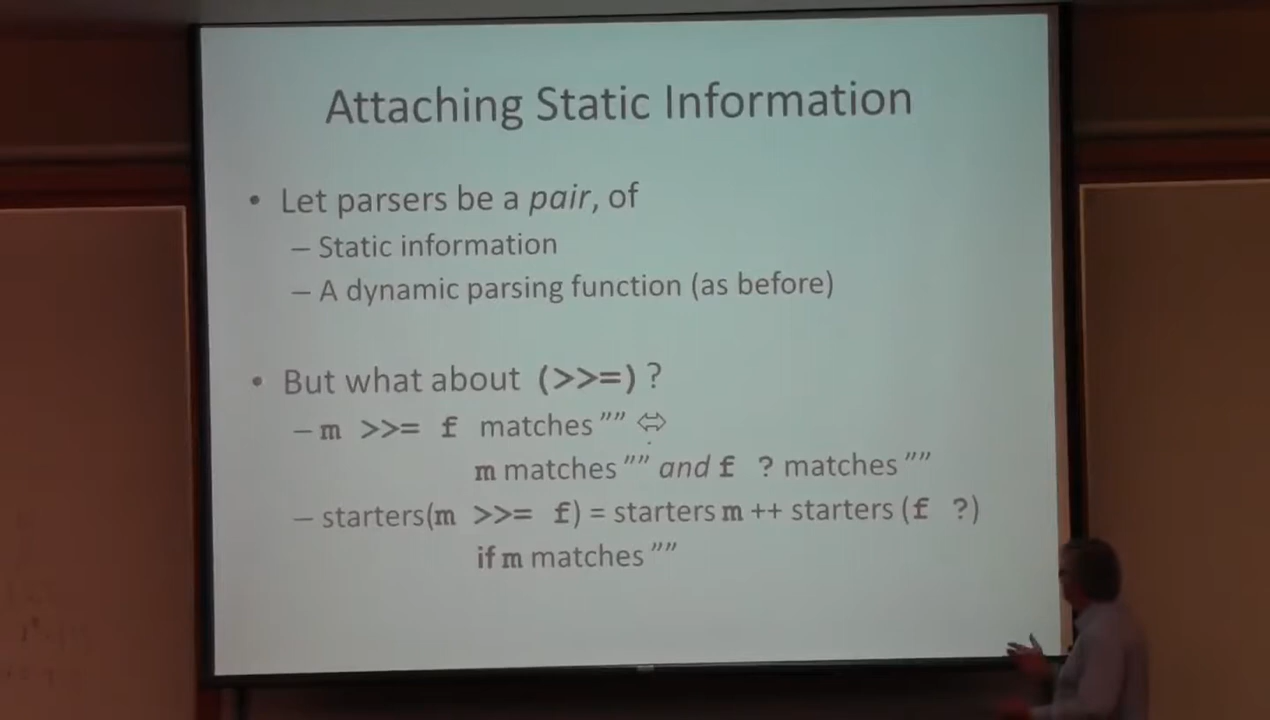 Attaching Static Information
• Let parsers be a pair, of
– Static information
– A dynamic parsing function (as before)
• But what about (>>=) ?
– m >>= f matches ”” ⇔
m matches ”” and f ? matches ””
– starters(m >>= f) = starters m ++ starters (f ?)
if m matches ””